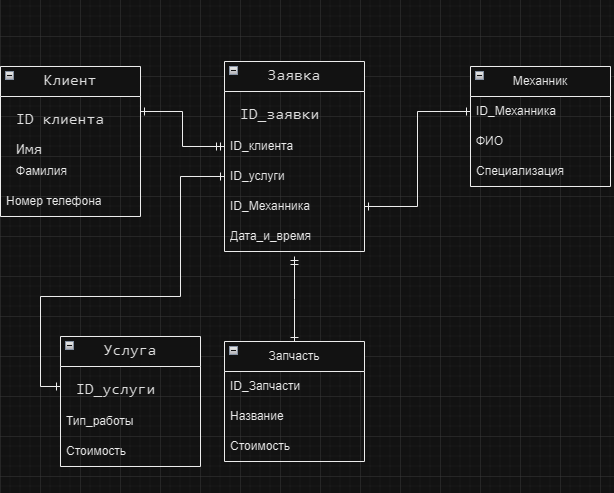 Клиент
ID клиента
Имя
Фамилия
Номер телефона
Заявка
ID_заявки
ID_клиента
ID_услуги
ID_Механника
Дата_и_время
Механник
ID_Механника
ФИО
Специализация
Услуга
ID_услуги
Тип_работы
Стоимость
Запчасть
ID_Запчасти
Название
Стоимость